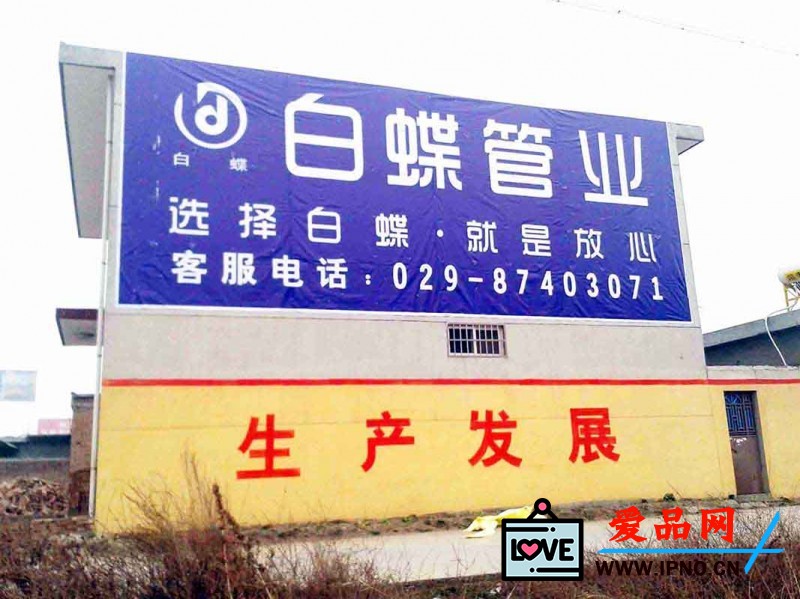 白蝶
白蝶管业
选择白蝶·就是放心
客服电话：029-87403071
生产发展
LOVE
爱品网
WWW.IPNO.CN